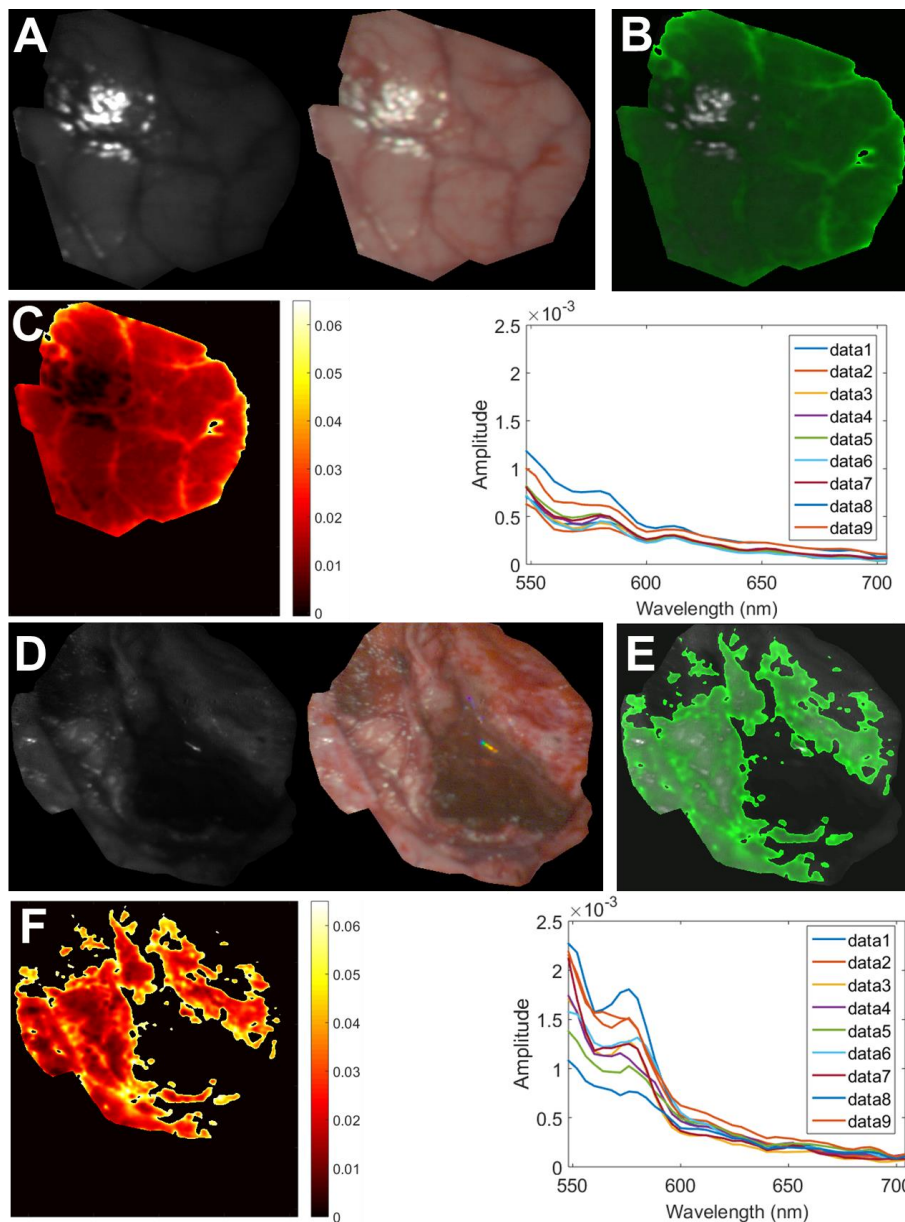 A
B
C
0.06
0.05
0.04
0.03
0.02
0.01
0
×10⁻³
2.5
2
1.5
1
0.5
0
Amplitude
550
600
650
700
Wavelength (nm)
data1
data2
data3
data4
data5
data6
data7
data8
data9
D
E
F
0.06
0.05
0.04
0.03
0.02
0.01
0
×10⁻³
2.5
2
1.5
1
0.5
0
Amplitude
550
600
650
700
Wavelength (nm)
data1
data2
data3
data4
data5
data6
data7
data8
data9